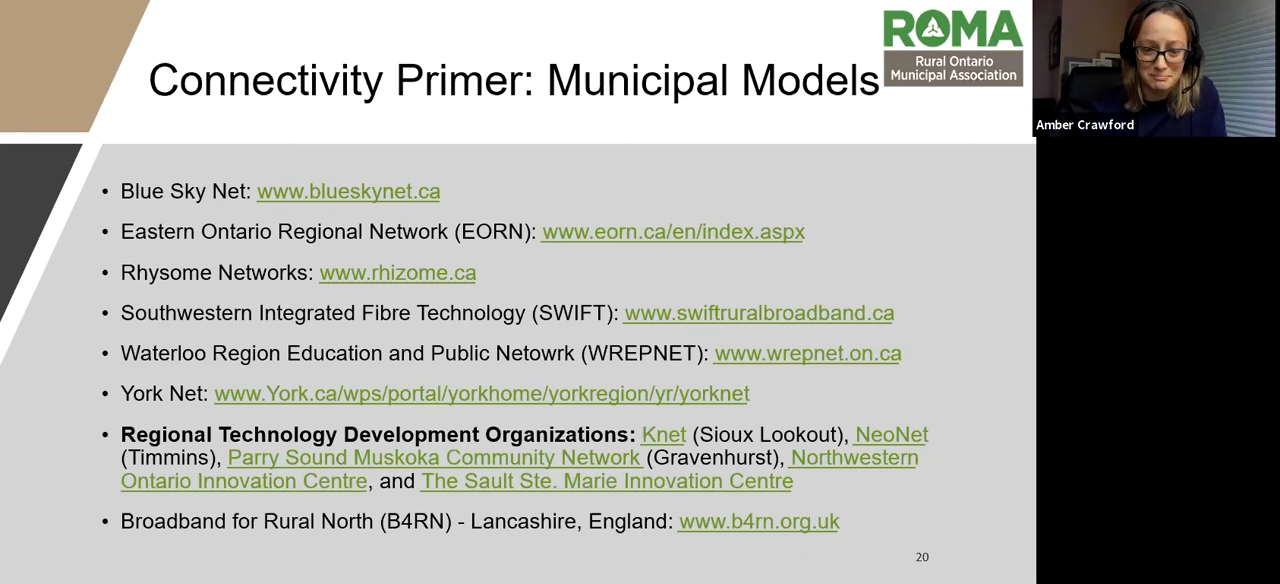 ROMA
Rural Ontario
Municipal Association
Connectivity Primer: Municipal Models
Amber Crawford
• Blue Sky Net: www.blueskynet.ca
• Eastern Ontario Regional Network (EORN): www.eorn.ca/en/index.aspx
• Rhysome Networks: www.rhizome.ca
• Southwestern Integrated Fibre Technology (SWIFT): www.swiftruralbroadband.ca
• Waterloo Region Education and Public Netowrk (WREPNET): www.wrepnet.on.ca
• York Net: www.York.ca/wps/portal/yorkhome/yorkregion/yr/yorknet
• Regional Technology Development Organizations: Knet (Sioux Lookout), NeoNet
(Timmins), Parry Sound Muskoka Community Network (Gravenhurst), Northwestern
Ontario Innovation Centre, and The Sault Ste. Marie Innovation Centre
• Broadband for Rural North (B4RN) - Lancashire, England: www.b4rn.org.uk
20